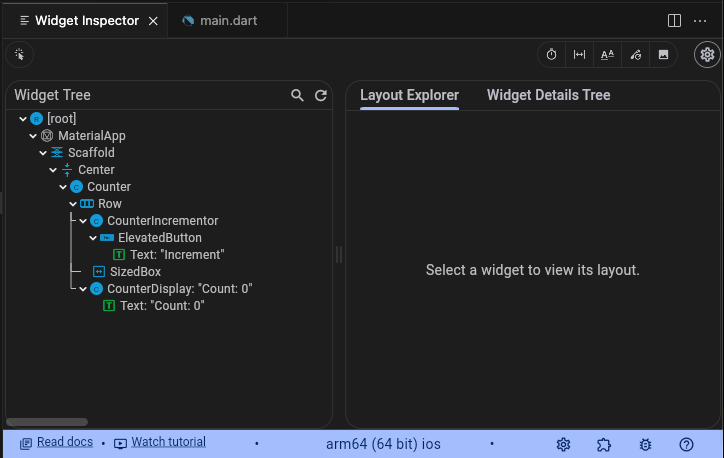 Widget Inspector
main.dart
Widget Tree
Layout Explorer
Widget Details Tree
[root]
MaterialApp
Scaffold
Center
Counter
Row
CounterIncrementor
ElevatedButton
Text: "Increment"
SizedBox
CounterDisplay: "Count: 0"
Text: "Count: 0"
Select a widget to view its layout.
Read docs • Watch tutorial • arm64 (64 bit) ios •